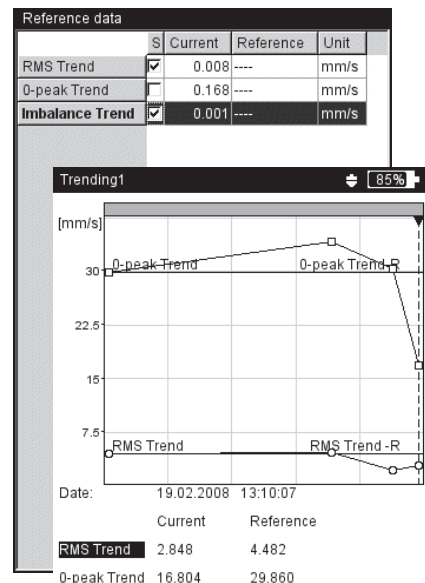 Reference data
S Current Reference Unit
RMS Trend 0.008 ---- mm/s
0-peak Trend 0.168 ---- mm/s
Imbalance Trend 0.001 ---- mm/s
Trending1 85%
[mm/s]
0-peak Trend 0-peak Trend-R
30
22.5
15
7.5
RMS Trend RMS Trend -R
Date: 19.02.2008 13:10:07
Current Reference
RMS Trend 2.848 4.482
0-peak Trend 16.804 29.860